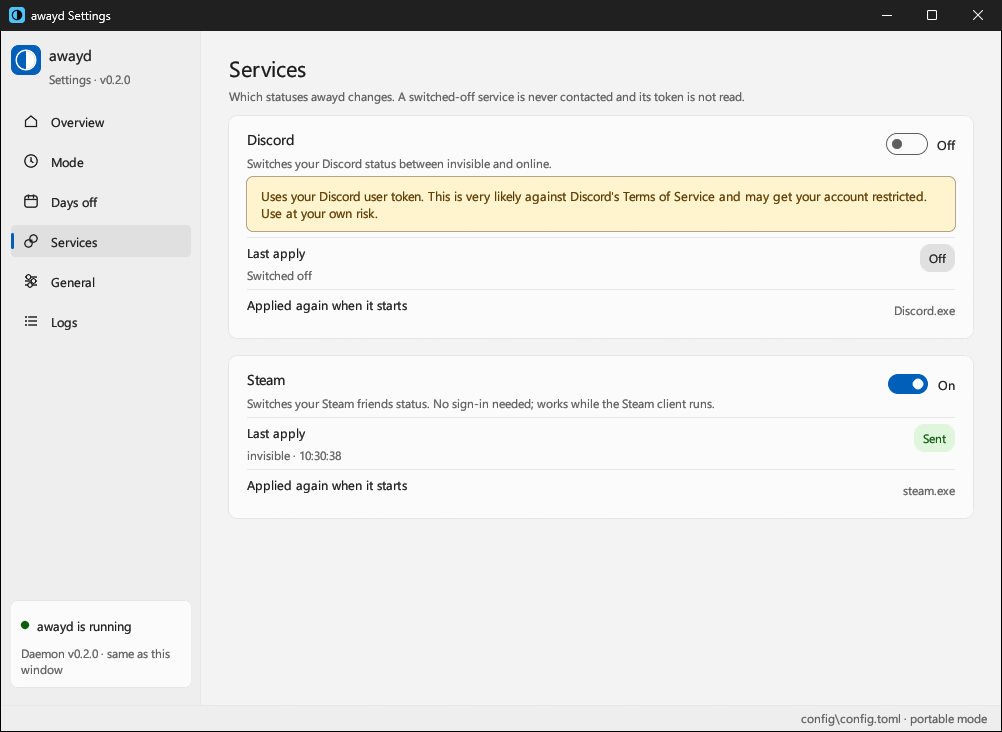 awayd Settings
awayd
Settings · v0.2.0
Overview
Mode
Days off
Services
General
Logs
awayd is running
Daemon v0.2.0 · same as this
window
Services
Which statuses awayd changes. A switched-off service is never contacted and its token is not read.
Discord
Off
Switches your Discord status between invisible and online.
Uses your Discord user token. This is very likely against Discord's Terms of Service and may get your account restricted.
Use at your own risk.
Last apply
Off
Switched off
Applied again when it starts
Discord.exe
Steam
On
Switches your Steam friends status. No sign-in needed; works while the Steam client runs.
Last apply
Sent
invisible · 10:30:38
Applied again when it starts
steam.exe
config\config.toml · portable mode